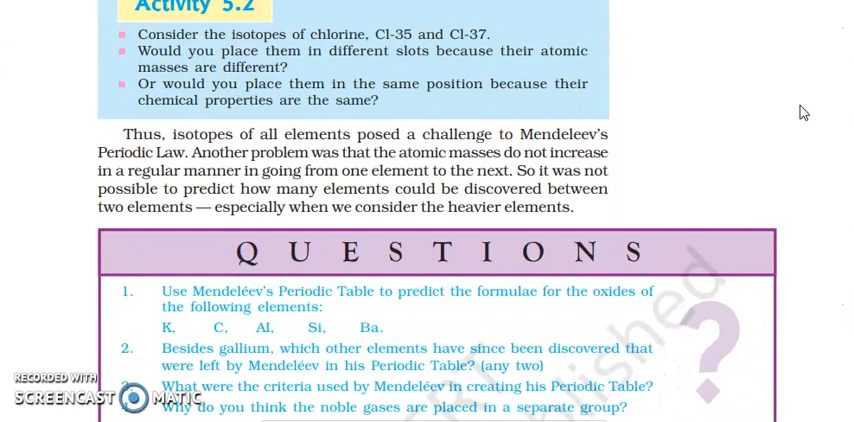 Activity 5.2
Consider the isotopes of chlorine, Cl-35 and Cl-37.
Would you place them in different slots because their atomic
masses are different?
Or would you place them in the same position because their
chemical properties are the same?
Thus, isotopes of all elements posed a challenge to Mendeleev's
Periodic Law. Another problem was that the atomic masses do not increase
in a regular manner in going from one element to the next. So it was not
possible to predict how many elements could be discovered between
two elements — especially when we consider the heavier elements.
QUESTIONS
1. Use Mendeléev's Periodic Table to predict the formulae for the oxides of
the following elements:
K, C, AI, Si, Ba.
2. Besides gallium, which other elements have since been discovered that
were left by Mendeléev in his Periodic Table? (any two)
3. What were the criteria used by Mendeléev in creating his Periodic Table?
Why do you think the noble gases are placed in a separate group?
RECORDED WITH
SCREENCAST MATIC
?